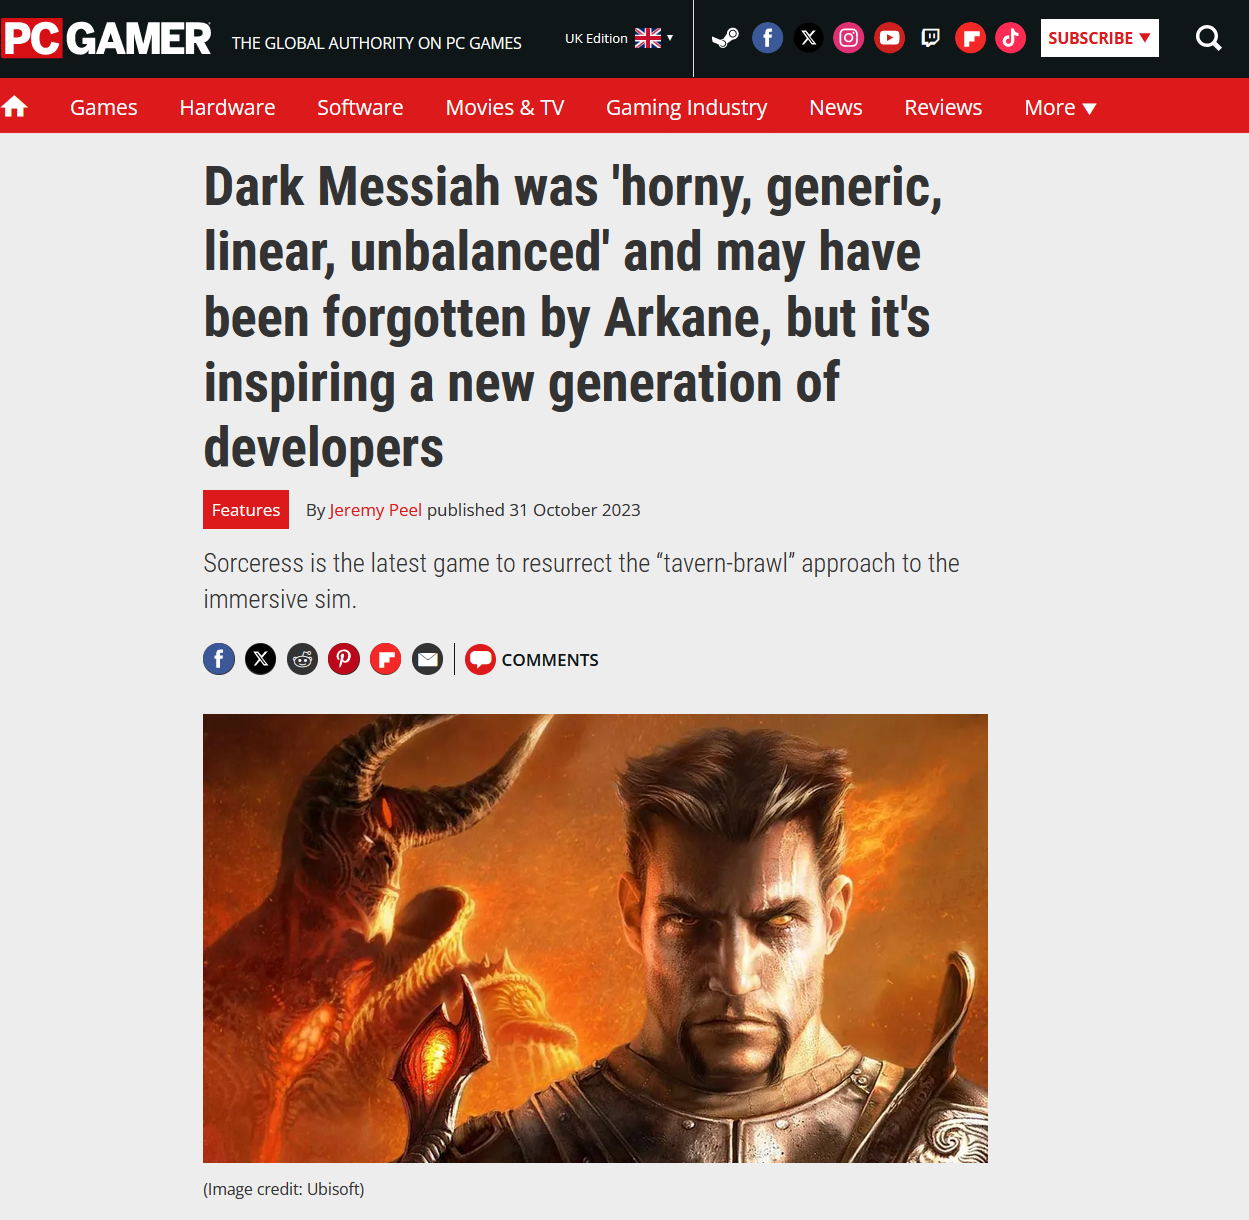 PC GAMER
THE GLOBAL AUTHORITY ON PC GAMES
UK Edition
SUBSCRIBE
Games
Hardware
Software
Movies & TV
Gaming Industry
News
Reviews
More
Dark Messiah was 'horny, generic,
linear, unbalanced' and may have
been forgotten by Arkane, but it's
inspiring a new generation of
developers
Features
By Jeremy Peel published 31 October 2023
Sorceress is the latest game to resurrect the “tavern-brawl” approach to the
immersive sim.
COMMENTS
(Image credit: Ubisoft)